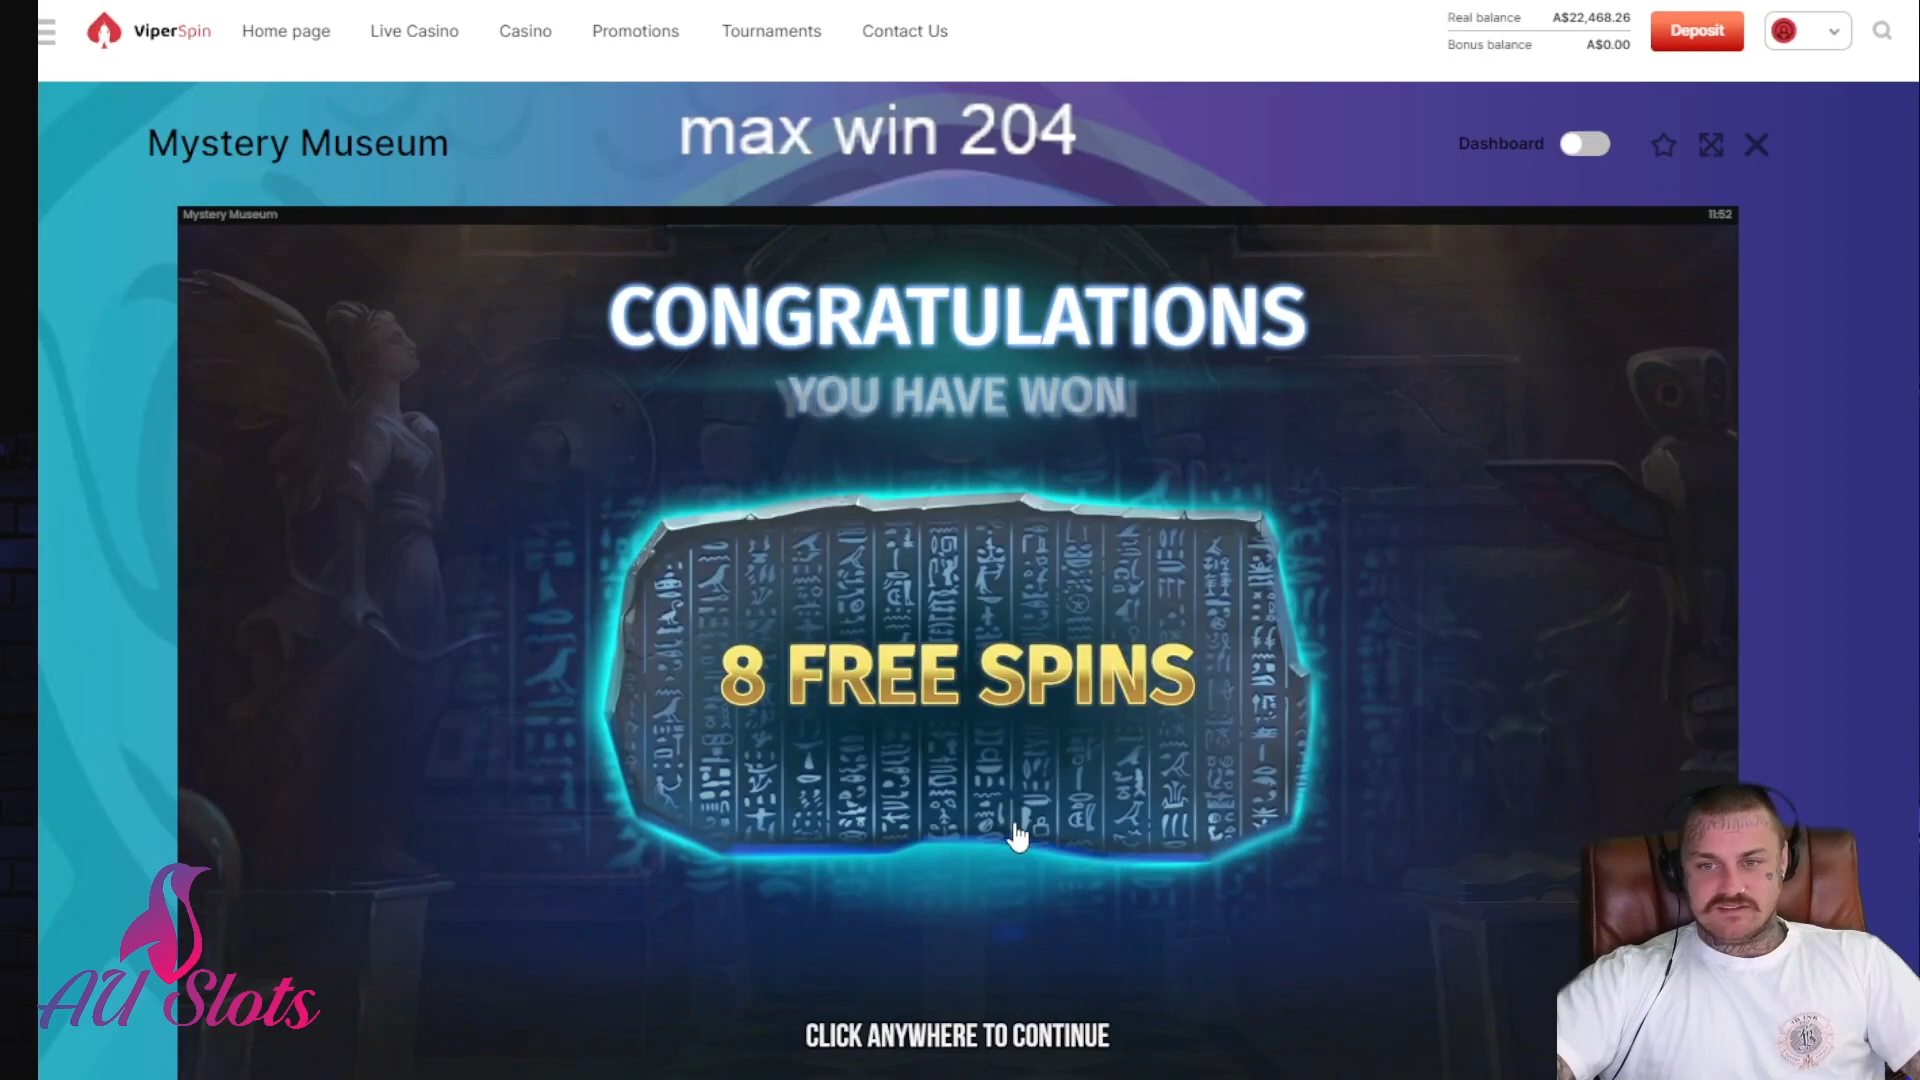 ViperSpin Home page Live Casino Casino Promotions Tournaments Contact Us
Real balance A$22,468.26
Bonus balance A$0.00
Deposit
Mystery Museum
max win 204
Dashboard
Mystery Museum 11:52
CONGRATULATIONS
YOU HAVE WON
8 FREE SPINS
AU Slots
CLICK ANYWHERE TO CONTINUE